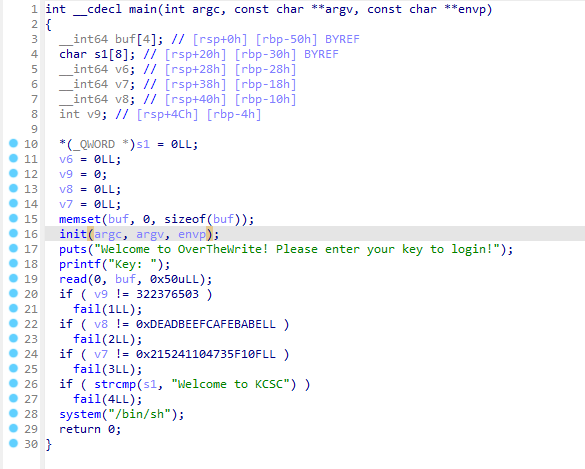 1 int __cdecl main(int argc, const char **argv, const char **envp)
2 {
3 __int64 buf[4]; // [rsp+0h] [rbp-50h] BYREF
4 char s1[8]; // [rsp+20h] [rbp-30h] BYREF
5 __int64 v6; // [rsp+28h] [rbp-28h]
6 __int64 v7; // [rsp+38h] [rbp-18h]
7 __int64 v8; // [rsp+40h] [rbp-10h]
8 int v9; // [rsp+4Ch] [rbp-4h]
9
10 *(_QWORD *)s1 = 0LL;
11 v6 = 0LL;
12 v9 = 0;
13 v8 = 0LL;
14 v7 = 0LL;
15 memset(buf, 0, sizeof(buf));
16 init(argc, argv, envp);
17 puts("Welcome to OverTheWrite! Please enter your key to login!");
18 printf("Key: ");
19 read(0, buf, 0x50uLL);
20 if ( v9 != 322376503 )
21 fail(1LL);
22 if ( v8 != 0xDEADBEEFCAFEBABELL )
23 fail(2LL);
24 if ( v7 != 0x215241104735F10FLL )
25 fail(3LL);
26 if ( strcmp(s1, "Welcome to KCSC") )
27 fail(4LL);
28 system("/bin/sh");
29 return 0;
30 }